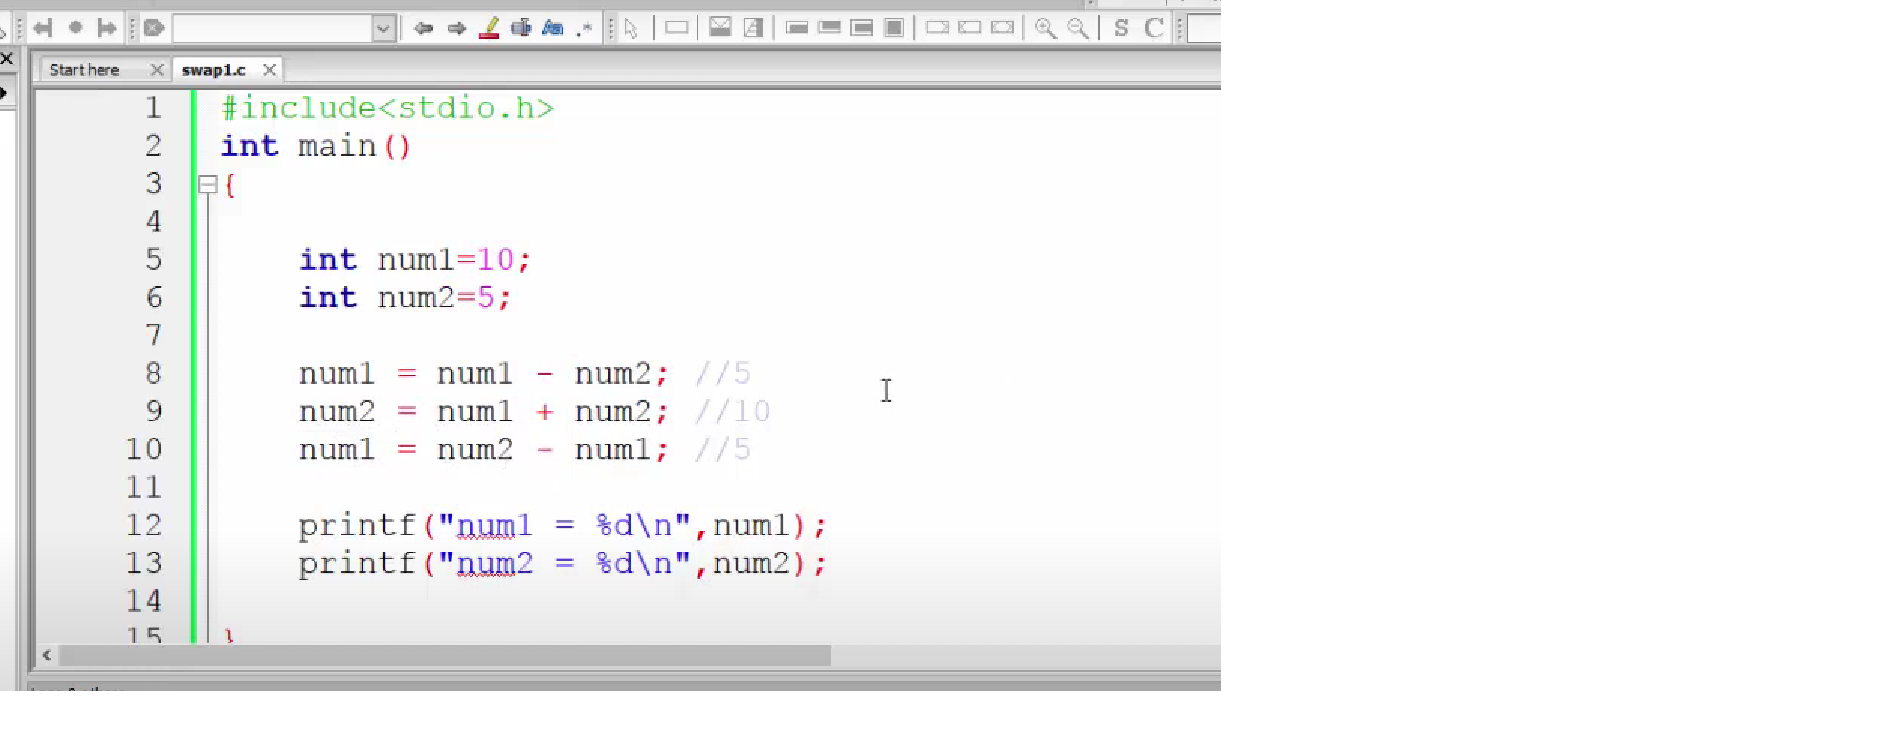 S C
Start here swap1.c
1 #include<stdio.h>
2 int main()
3 {
4
5 int num1=10;
6 int num2=5;
7
8 num1 = num1 - num2; //5
9 num2 = num1 + num2; //10
10 num1 = num2 - num1; //5
11
12 printf("num1 = %d\n",num1);
13 printf("num2 = %d\n",num2);
14
15 }